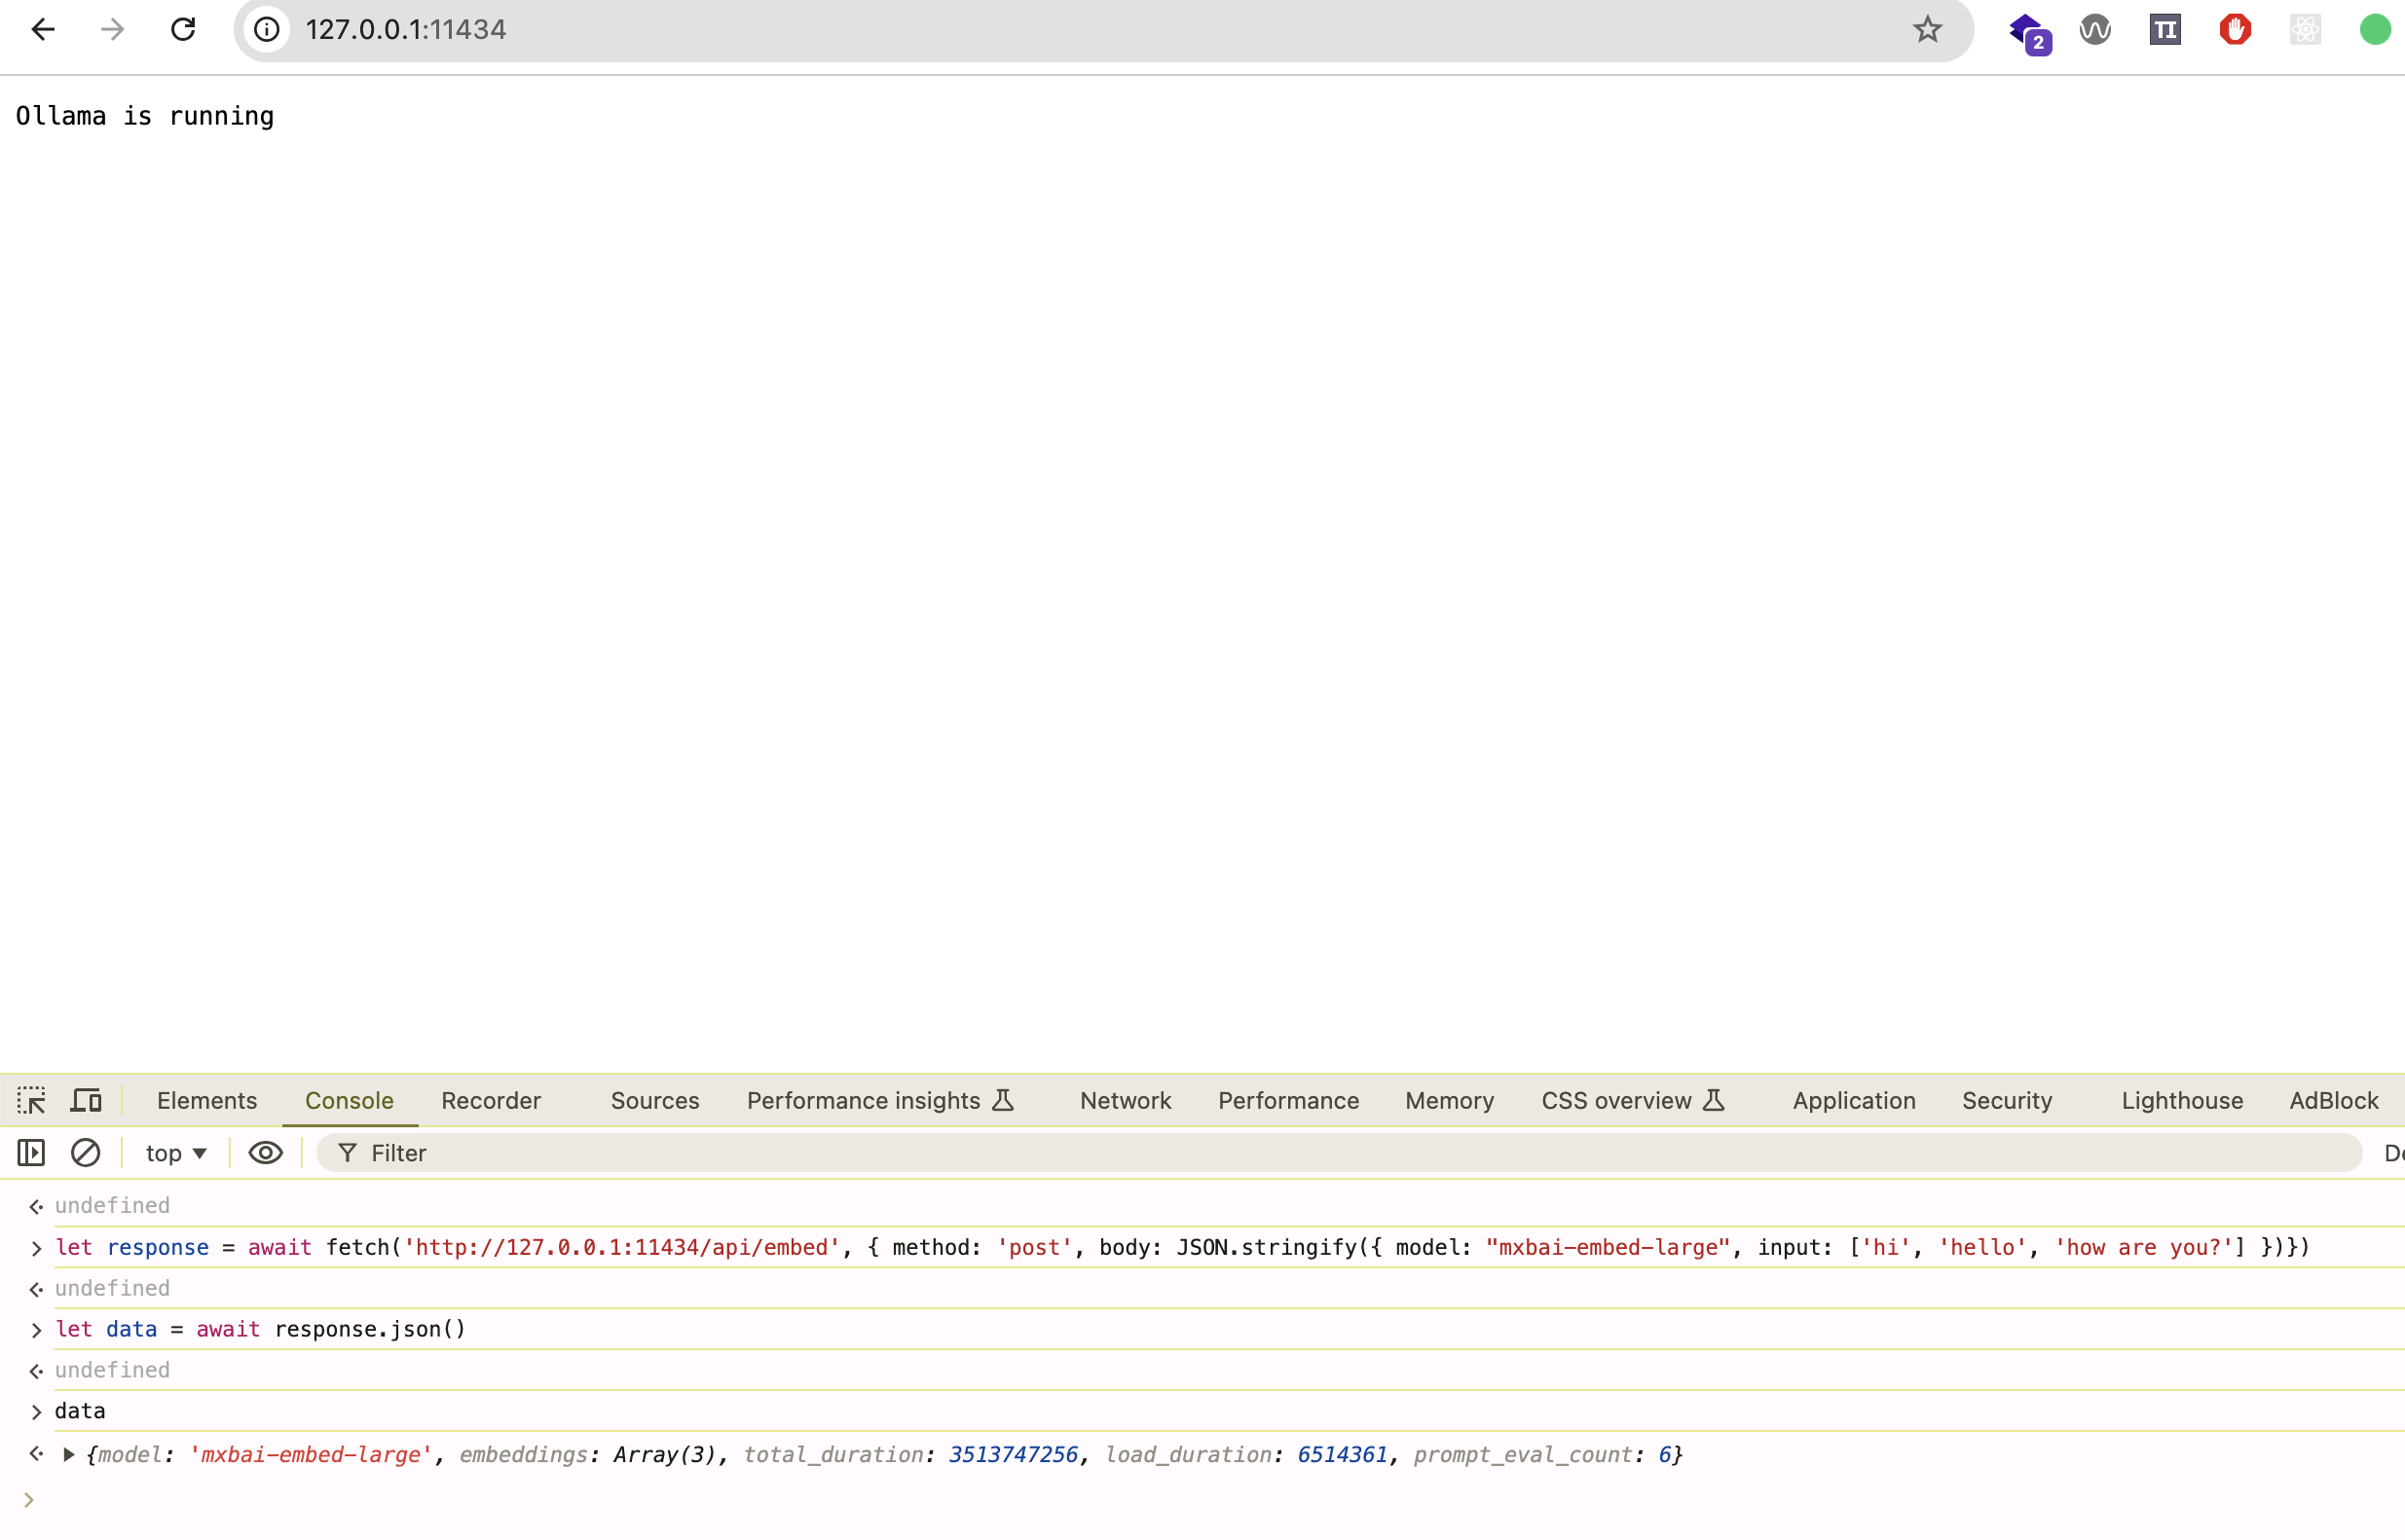 127.0.0.1:11434
2
TI
Ollama is running
Elements Console Recorder Sources Performance insights Network Performance Memory CSS overview Application Security Lighthouse AdBlock
top Filter
undefined
let response = await fetch('http://127.0.0.1:11434/api/embed', { method: 'post', body: JSON.stringify({ model: "mxbai-embed-large", input: ['hi', 'hello', 'how are you?'] })})
undefined
let data = await response.json()
undefined
data
{model: 'mxbai-embed-large', embeddings: Array(3), total_duration: 3513747256, load_duration: 6514361, prompt_eval_count: 6}